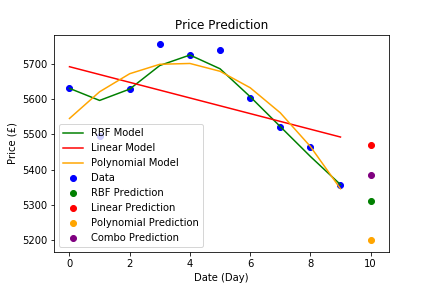 Price Prediction
Price (£)
5700
5600
5500
5400
5300
5200
RBF Model
Linear Model
Polynomial Model
Data
RBF Prediction
Linear Prediction
Polynomial Prediction
Combo Prediction
0 2 4 6 8 10
Date (Day)